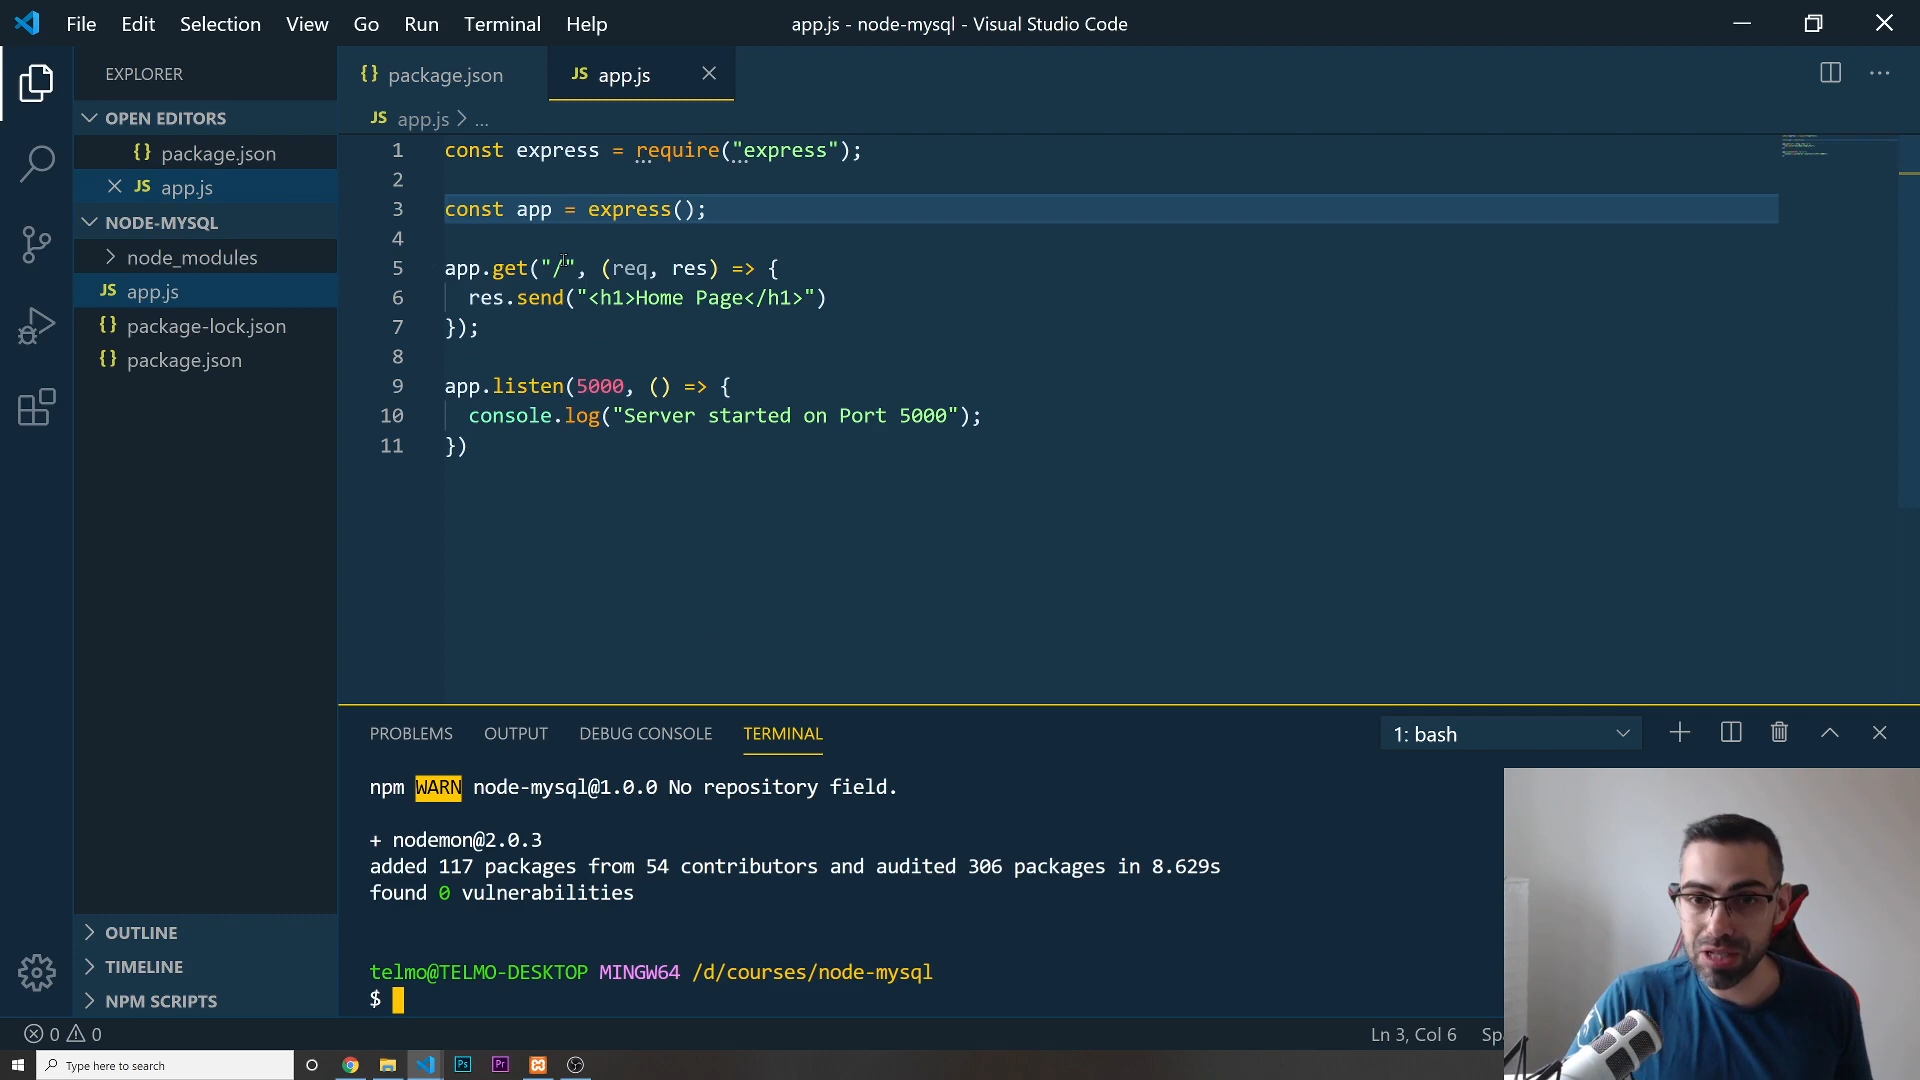 File Edit Selection View Go Run Terminal Help
app.js - node-mysql - Visual Studio Code
EXPLORER
OPEN EDITORS
{} package.json
JS app.js
NODE-MYSQL
node_modules
JS app.js
{} package-lock.json
{} package.json
OUTLINE
TIMELINE
NPM SCRIPTS
{} package.json
JS app.js
JS app.js > ...
1 const express = require("express");
2
3 const app = express();
4
5 app.get("/", (req, res) => {
6 res.send("<h1>Home Page</h1>")
7 });
8
9 app.listen(5000, () => {
10 console.log("Server started on Port 5000");
11 })
PROBLEMS OUTPUT DEBUG CONSOLE TERMINAL
1: bash
npm WARN node-mysql@1.0.0 No repository field.
+ nodemon@2.0.3
added 117 packages from 54 contributors and audited 306 packages in 8.629s
found 0 vulnerabilities
telmo@TELMO-DESKTOP MINGW64 /d/courses/node-mysql
$
0 0
Ln 3, Col 6
Type here to search
Ps
Pr